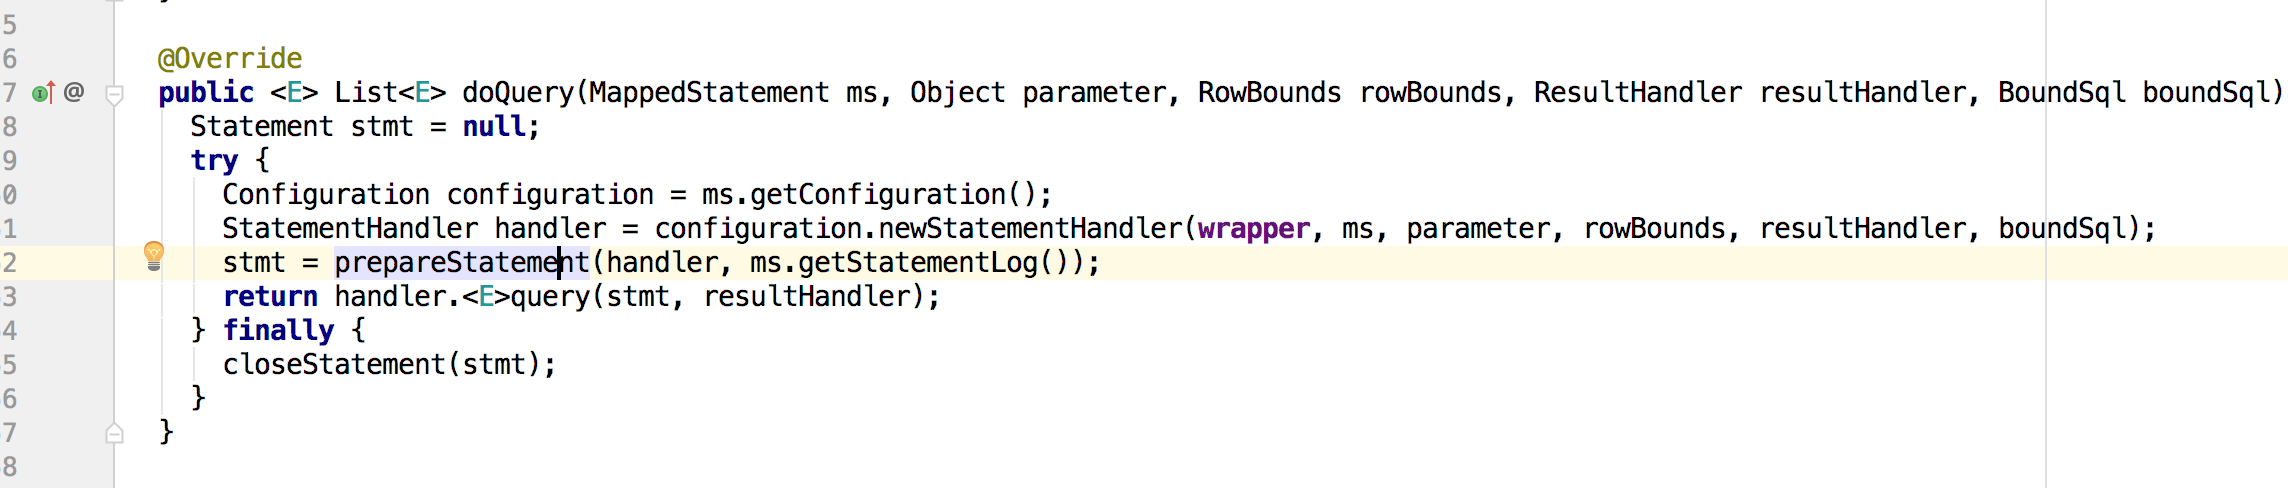 5
6 @Override
7 @ public <E> List<E> doQuery(MappedStatement ms, Object parameter, RowBounds rowBounds, ResultHandler resultHandler, BoundSql boundSql)
8 Statement stmt = null;
9 try {
0 Configuration configuration = ms.getConfiguration();
1 StatementHandler handler = configuration.newStatementHandler(wrapper, ms, parameter, rowBounds, resultHandler, boundSql);
2 stmt = prepareStatement(handler, ms.getStatementLog());
3 return handler.<E>query(stmt, resultHandler);
4 } finally {
5 closeStatement(stmt);
6 }
7 }
8